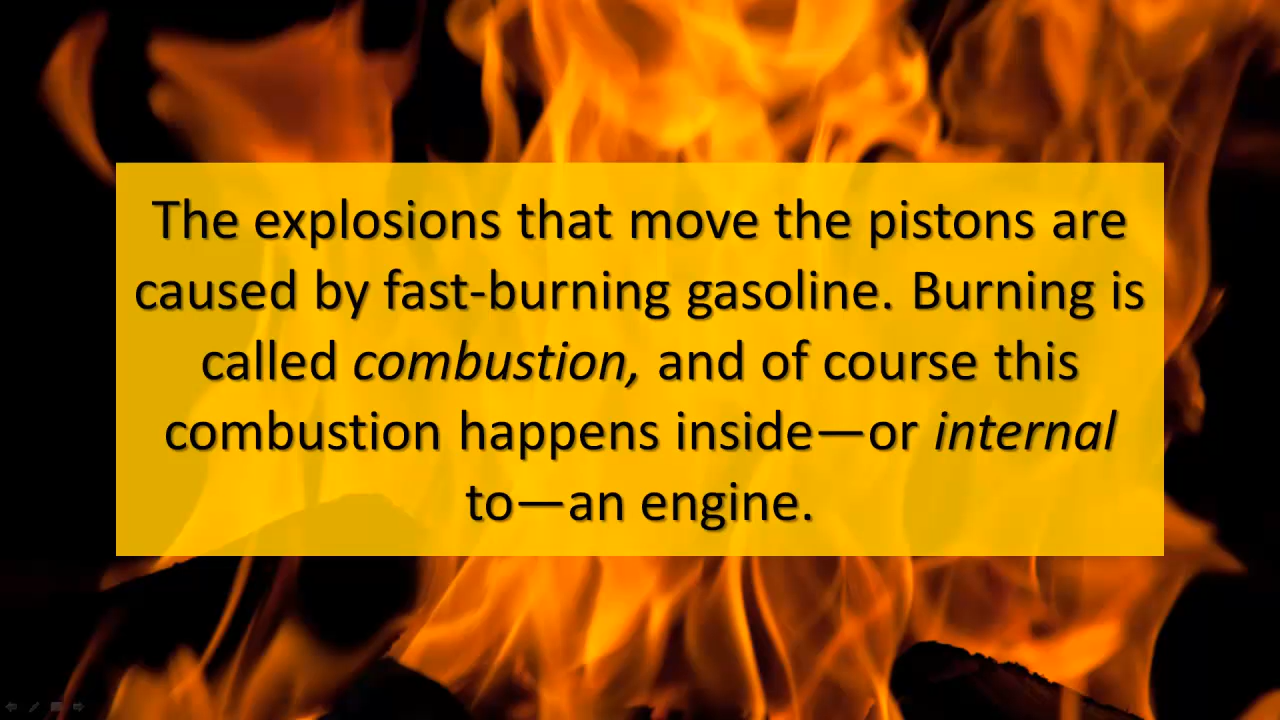 The explosions that move the pistons are
caused by fast-burning gasoline. Burning is
called combustion, and of course this
combustion happens inside—or internal
to—an engine.